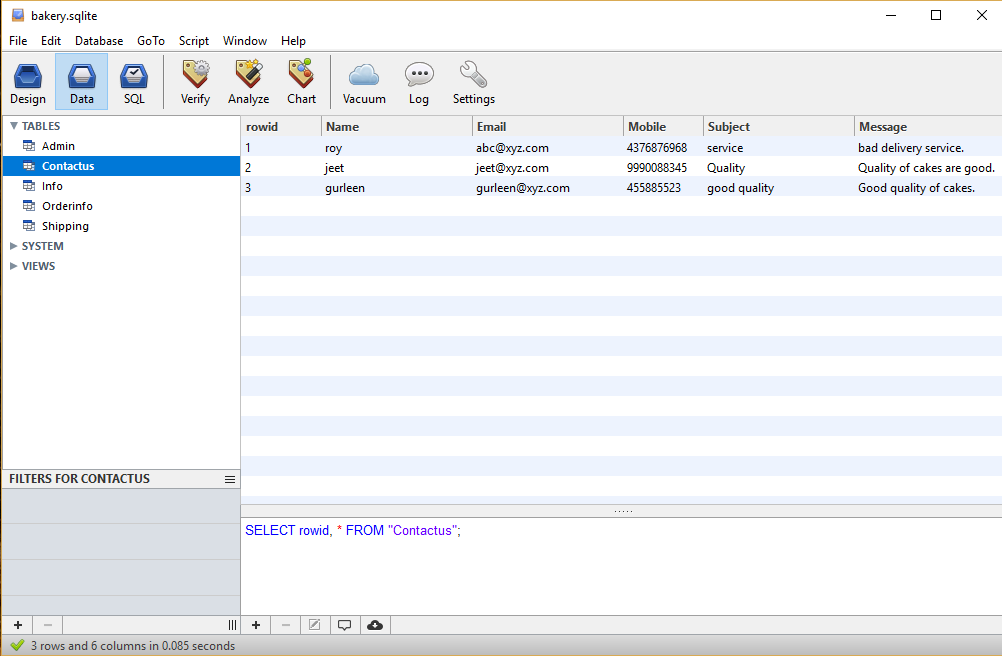 bakery.sqlite
File Edit Database GoTo Script Window Help
Design Data SQL Verify Analyze Chart Vacuum Log Settings
TABLES
Admin
Contactus
Info
Orderinfo
Shipping
SYSTEM
VIEWS
rowid Name Email Mobile Subject Message
1 roy abc@xyz.com 4376876968 service bad delivery service.
2 jeet jeet@xyz.com 9990088345 Quality Quality of cakes are good.
3 gurleen gurleen@xyz.com 455885523 good quality Good quality of cakes.
FILTERS FOR CONTACTUS
SELECT rowid, * FROM "Contactus";
3 rows and 6 columns in 0.085 seconds